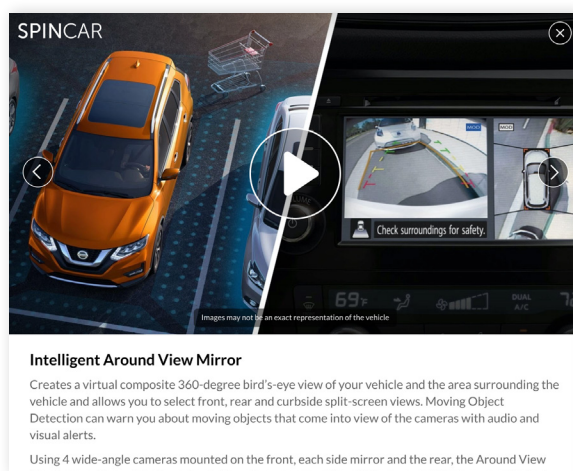 SPINCAR
MOD
MOD
Check surroundings for safety.
69°F
DUAL
A/C
Images may not be an exact representation of the vehicle
Intelligent Around View Mirror
Creates a virtual composite 360-degree bird's-eye view of your vehicle and the area surrounding the
vehicle and allows you to select front, rear and curbside split-screen views. Moving Object
Detection can warn you about moving objects that come into view of the cameras with audio and
visual alerts.
Using 4 wide-angle cameras mounted on the front, each side mirror and the rear, the Around View